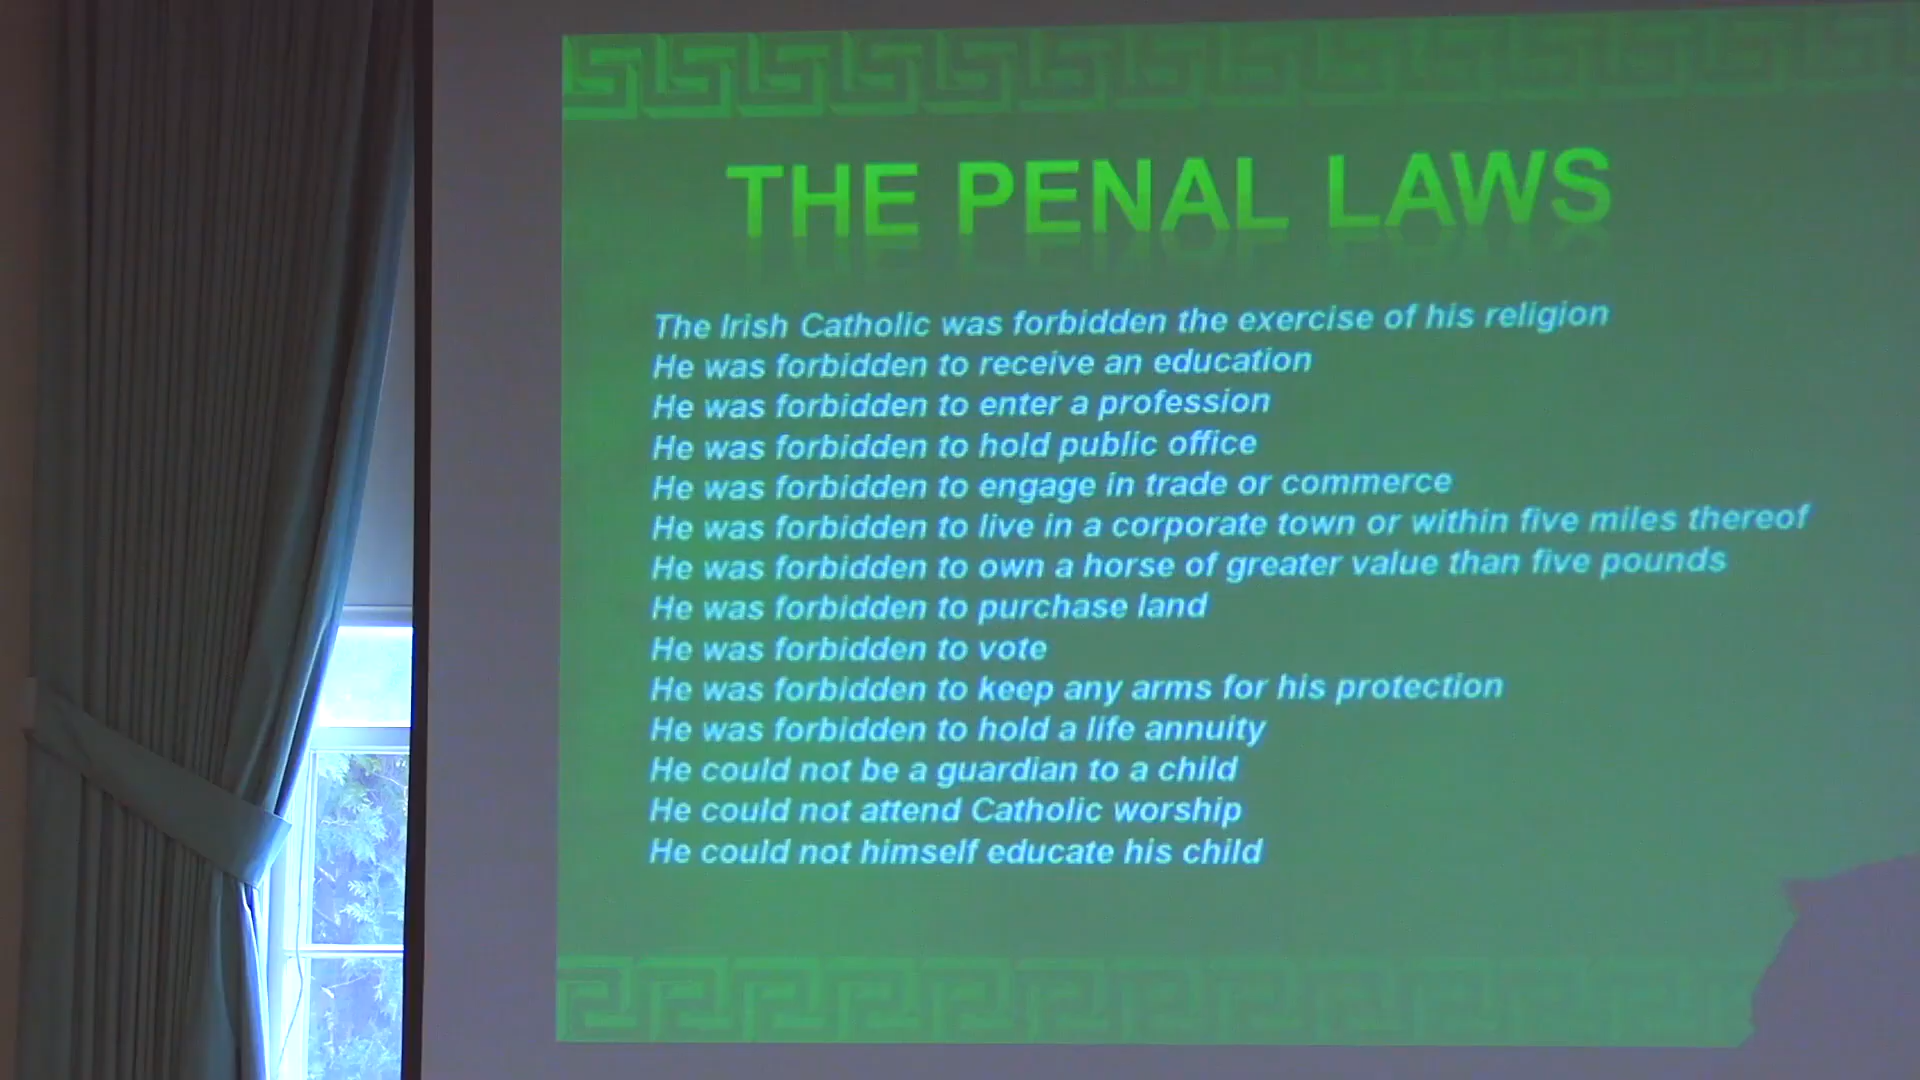 THE PENAL LAWS
The Irish Catholic was forbidden the exercise of his religion
He was forbidden to receive an education
He was forbidden to enter a profession
He was forbidden to hold public office
He was forbidden to engage in trade or commerce
He was forbidden to live in a corporate town or within five miles thereof
He was forbidden to own a horse of greater value than five pounds
He was forbidden to purchase land
He was forbidden to vote
He was forbidden to keep any arms for his protection
He was forbidden to hold a life annuity
He could not be a guardian to a child
He could not attend Catholic worship
He could not himself educate his child